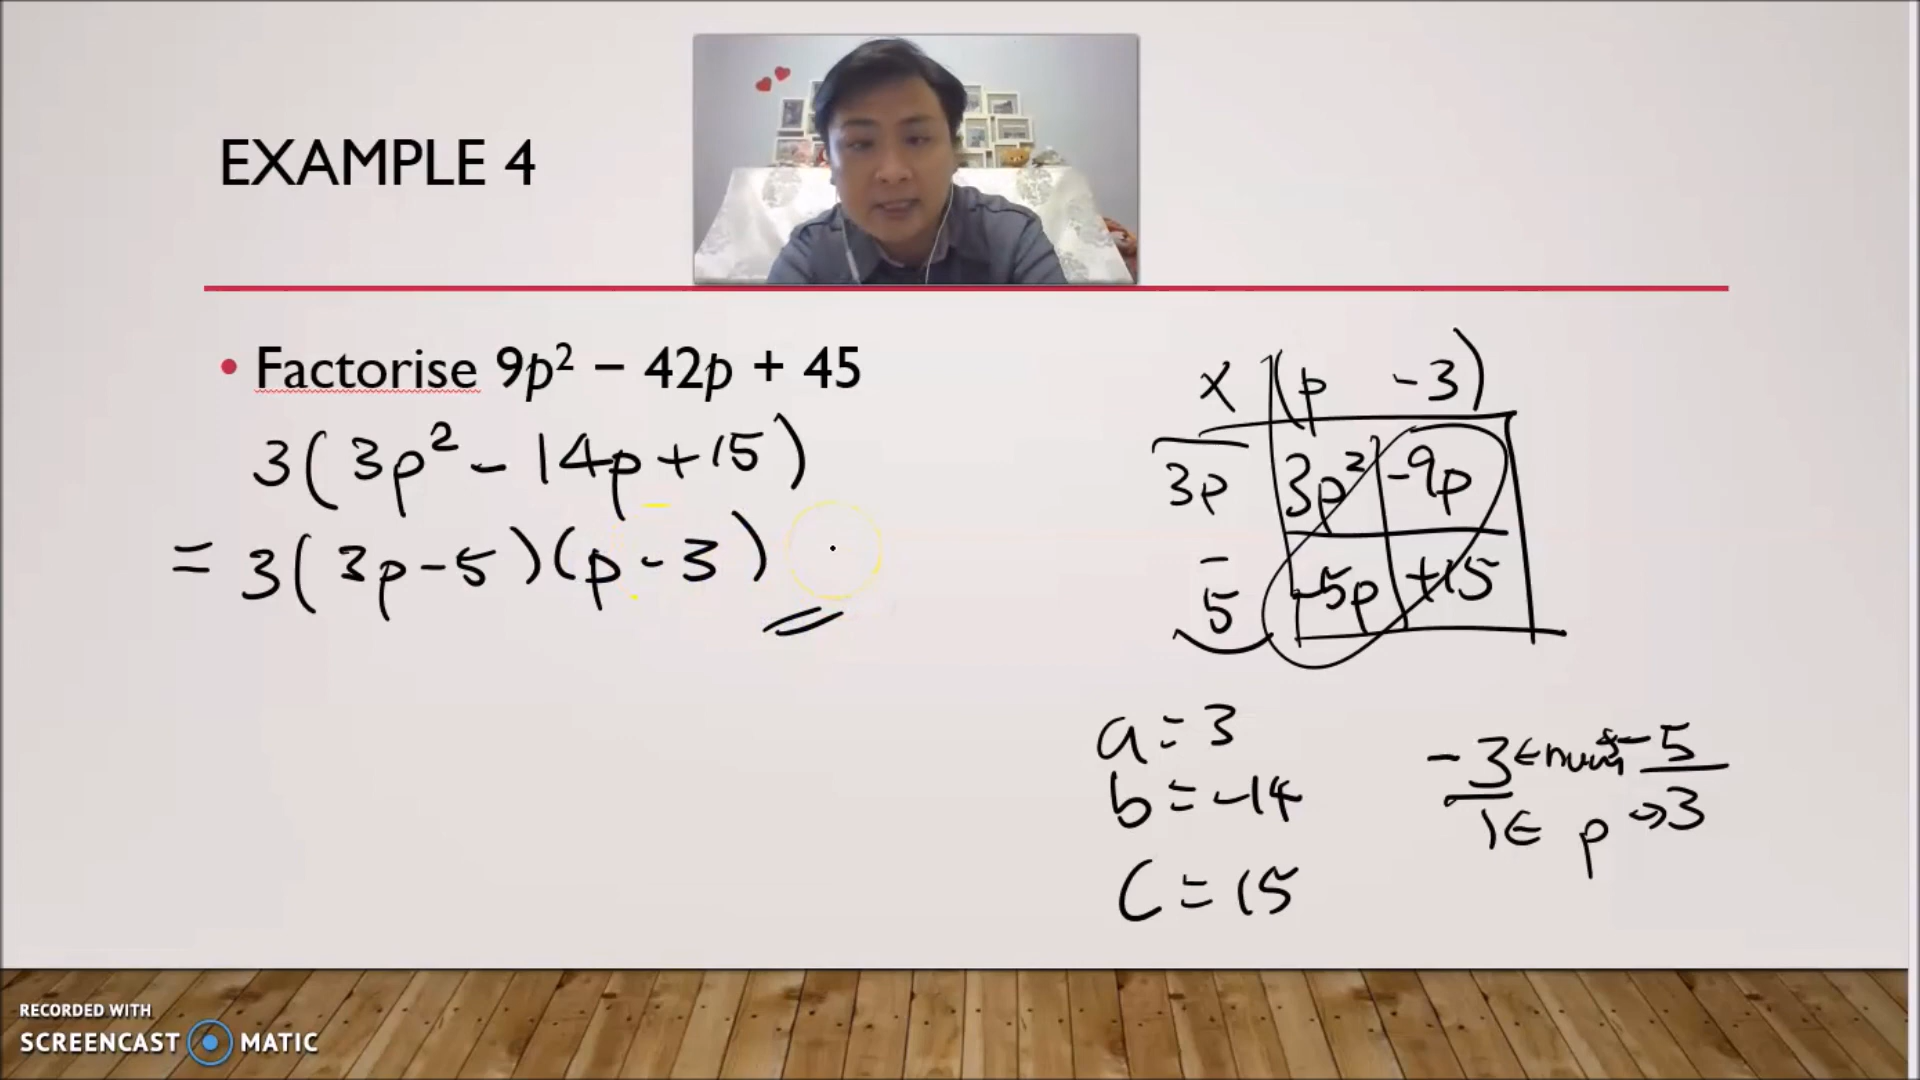 EXAMPLE 4
• Factorise 9p² − 42p + 45
3(3p² - 14p + 15)
= 3(3p - 5)(p - 3)
x (p -3)
3p 3p² -9p
-5 -5p +15
a = 3
b = -14
c = 15
-3 ← num → -5
1 ← p → 3
RECORDED WITH
SCREENCAST MATIC